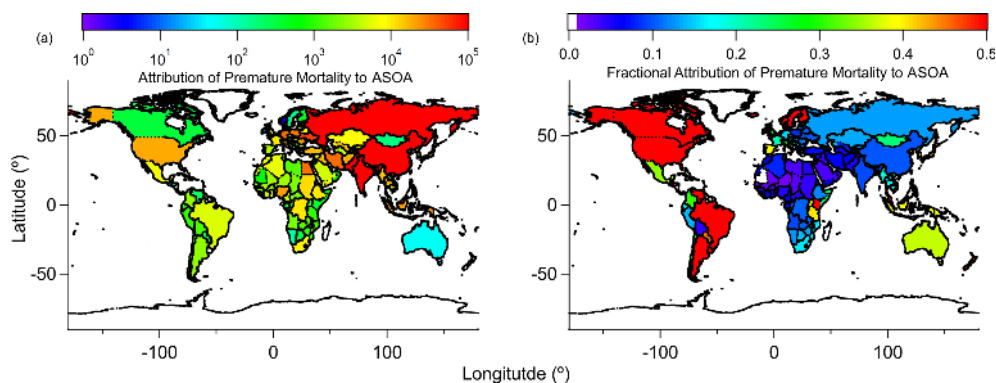 (a)
10⁰ 10¹ 10² 10³ 10⁴ 10⁵
Attribution of Premature Mortality to ASOA
(b)
0.0 0.1 0.2 0.3 0.4 0.5
Fractional Attribution of Premature Mortality to ASOA
Latitude (º)
50
0
-50
-100 0 100
50
0
-50
-100 0 100
Longitutde (º)